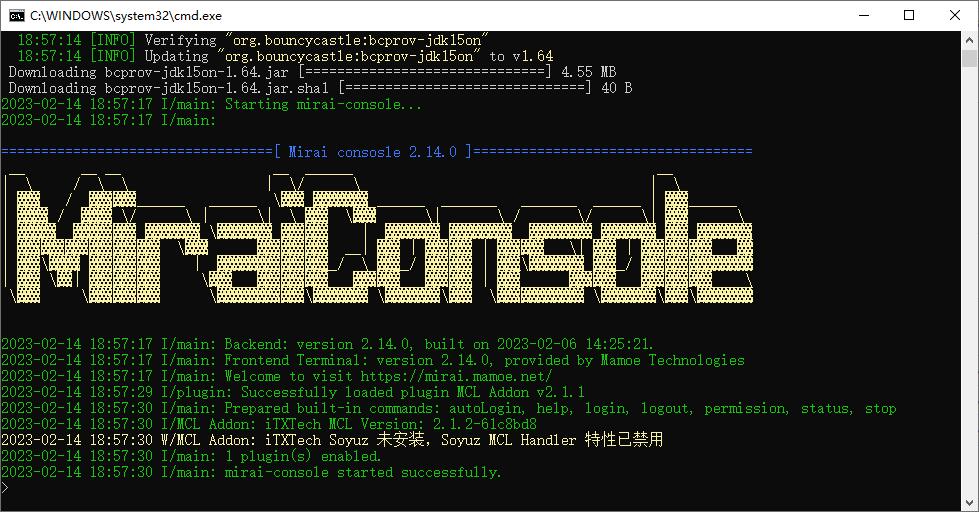 C:\WINDOWS\system32\cmd.exe
18:57:14 [INFO] Verifying "org.bouncycastle:bcprov-jdk15on"
18:57:14 [INFO] Updating "org.bouncycastle:bcprov-jdk15on" to v1.64
Downloading bcprov-jdk15on-1.64.jar [==============================] 4.55 MB
Downloading bcprov-jdk15on-1.64.jar.sha1 [==============================] 40 B
2023-02-14 18:57:17 I/main: Starting mirai-console...
2023-02-14 18:57:17 I/main:
==================================[ Mirai consosle 2.14.0 ]===================================
MiraiConsole
2023-02-14 18:57:17 I/main: Backend: version 2.14.0, built on 2023-02-06 14:25:21.
2023-02-14 18:57:17 I/main: Frontend Terminal: version 2.14.0, provided by Mamoe Technologies
2023-02-14 18:57:17 I/main: Welcome to visit https://mirai.mamoe.net/
2023-02-14 18:57:29 I/plugin: Successfully loaded plugin MCL Addon v2.1.1
2023-02-14 18:57:30 I/main: Prepared built-in commands: autoLogin, help, login, logout, permission, status, stop
2023-02-14 18:57:30 I/MCL Addon: iTXTech MCL Version: 2.1.2-61c8bd8
2023-02-14 18:57:30 W/MCL Addon: iTXTech Soyuz 未安装，Soyuz MCL Handler 特性已禁用
2023-02-14 18:57:30 I/main: 1 plugin(s) enabled.
2023-02-14 18:57:30 I/main: mirai-console started successfully.
>